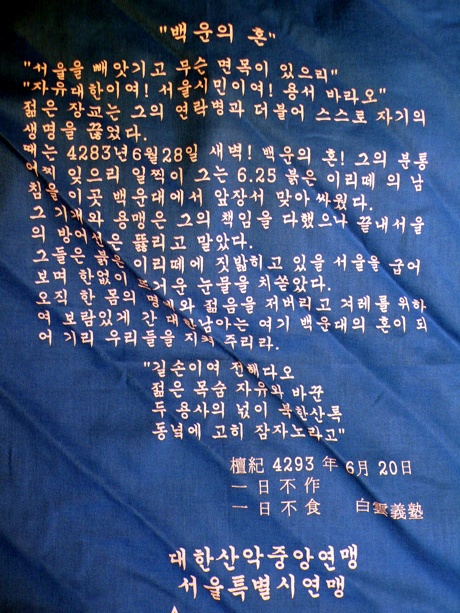 "백운의 혼"
"서울을 빼앗기고 무슨 면목이 있으리"
"자유대한이여! 서울시민이여! 용서 바라오"
젊은 장교는 그의 연락병과 더불어 스스로 자기의
생명을 끊었다.
때는 4283년6월28일 새벽! 백운의 혼! 그의 부통
어찌 잊으리 일찍이 그는 6.25 붉은 이리떼의 남
침을 이곳 백운대에서 앞장서 맞아 싸웠다.
그 기개와 용맹은 그의 책임을 다했으나 끝내서울
의 방어선은 뚫리고 말았다.
그들은 붉은 이리떼에 짓밟히고 있을 서울을 굽어
보며 한없이 뜨거운 눈물을 치쏟았다.
오직 한 몸의 명예와 젊음을 저버리고 겨레를 위하
여 보람있게 간 대한남아는 여기 백운대의 혼이 되
어 기리 우리들을 지켜 주리라.
"길손이여 전해다오
젊은 목숨 자유와 바꾼
두 용사의 넋이 북한산록
동녘에 고히 잠자노라고"
檀紀 4293 年 6月 20日
一日不作
一日不食 白雲義塾
대한산악중앙연맹
서울특별시연맹